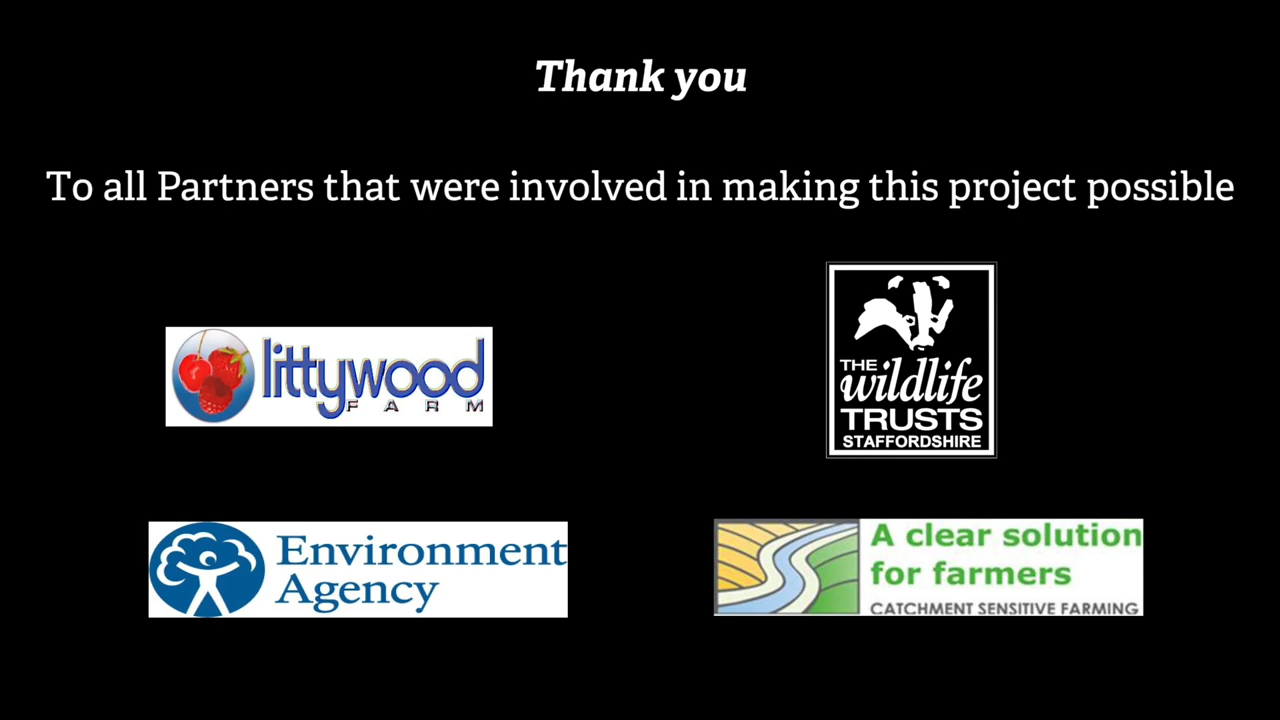 Thank you
To all Partners that were involved in making this project possible
littywood
FARM
THE
wildlife
TRUSTS
STAFFORDSHIRE
Environment
Agency
A clear solution
for farmers
CATCHMENT SENSITIVE FARMING